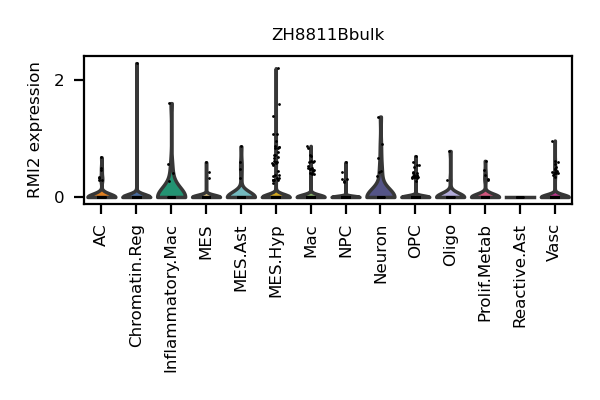 ZH8811Bbulk
RMI2 expression
2
0
AC
Chromatin.Reg
Inflammatory.Mac
MES
MES.Ast
MES.Hyp
Mac
NPC
Neuron
OPC
Oligo
Prolif.Metab
Reactive.Ast
Vasc